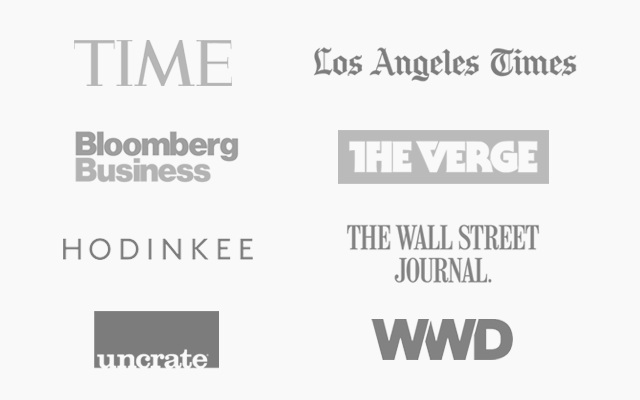 TIME
Los Angeles Times
Bloomberg
Business
THE VERGE
HODINKEE
THE WALL STREET
JOURNAL.
uncrate
WWD